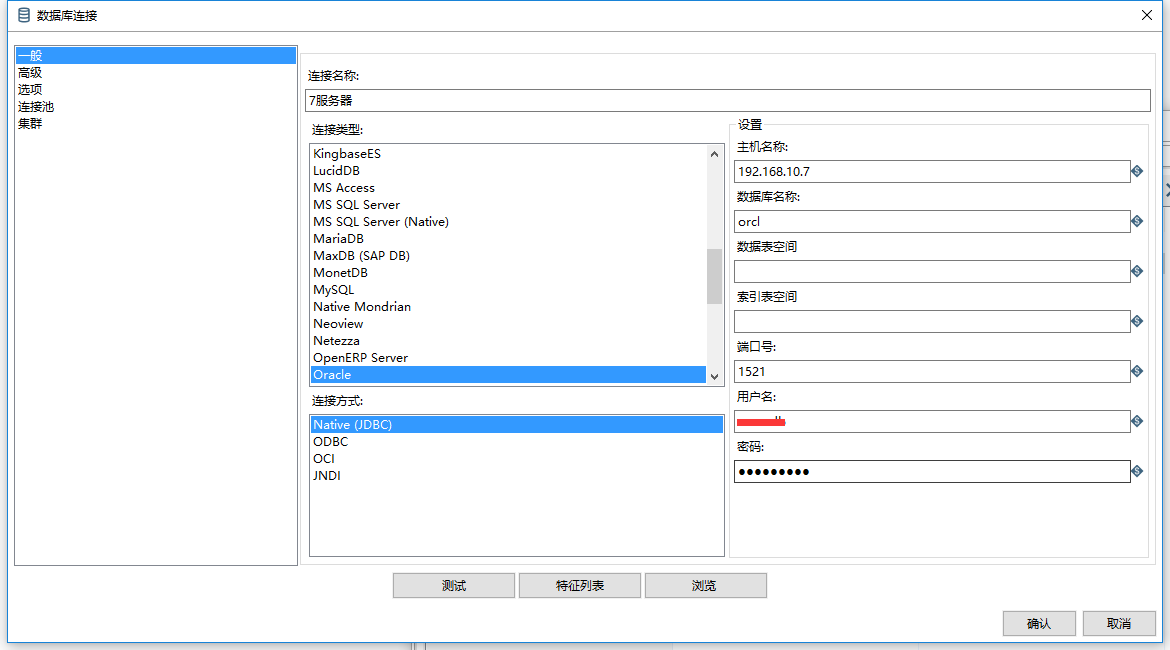 数据库连接
一般
高级
选项
连接池
集群
连接名称:
7服务器
连接类型:
KingbaseES
LucidDB
MS Access
MS SQL Server
MS SQL Server (Native)
MariaDB
MaxDB (SAP DB)
MonetDB
MySQL
Native Mondrian
Neoview
Netezza
OpenERP Server
Oracle
连接方式:
Native (JDBC)
ODBC
OCI
JNDI
设置
主机名称:
192.168.10.7
数据库名称:
orcl
数据表空间
索引表空间
端口号:
1521
用户名:
密码:
●●●●●●●●●
测试
特征列表
浏览
确认
取消